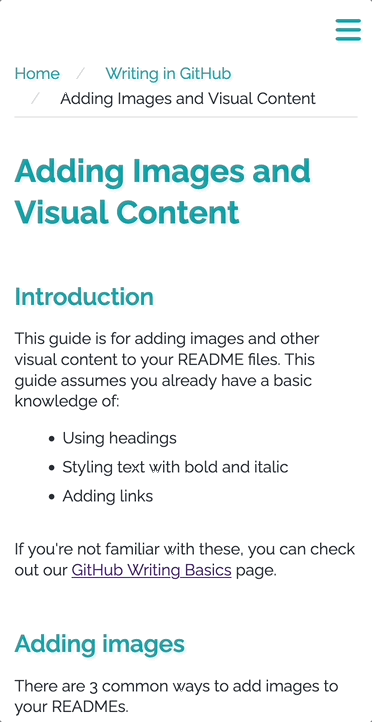 Home / Writing in GitHub
/ Adding Images and Visual Content
Adding Images and
Visual Content
Introduction
This guide is for adding images and other
visual content to your README files. This
guide assumes you already have a basic
knowledge of:
• Using headings
• Styling text with bold and italic
• Adding links
If you're not familiar with these, you can check
out our GitHub Writing Basics page.
Adding images
There are 3 common ways to add images to
your READMEs.